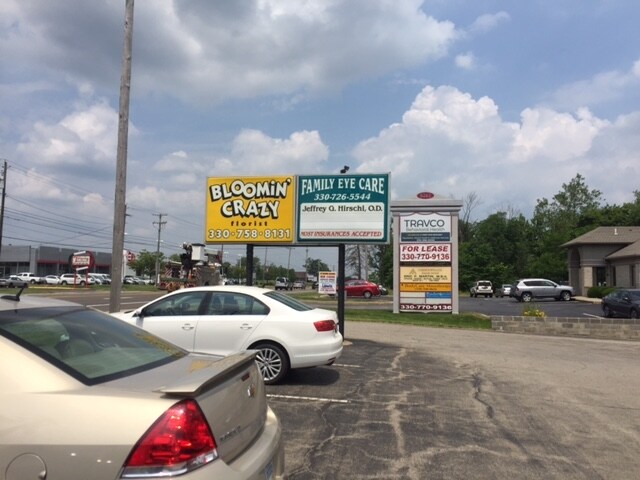 BLOOMIN'
CRAZY
florist
330·758·8131
FAMILY EYE CARE
330-726-5544
Jeffrey G. Hirschl, O.D.
MOST INSURANCES ACCEPTED
TRAVCO
FOR LEASE
330-770-9136
330-770-9136